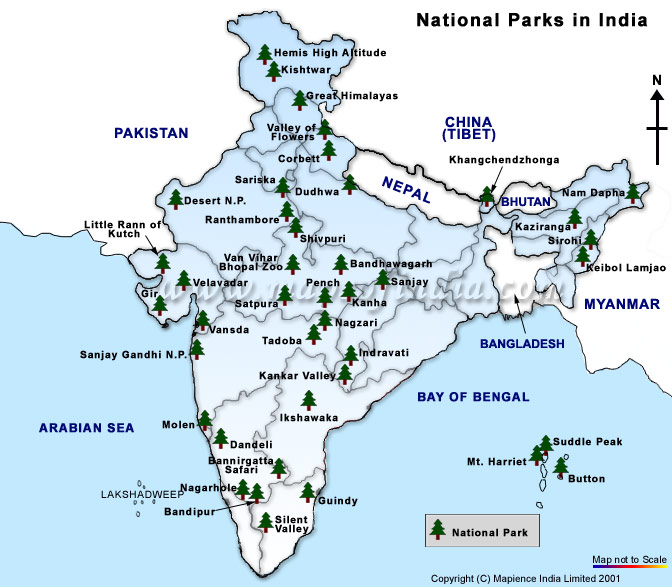 National Parks in India
Hemis High Altitude
Kishtwar
Great Himalayas
N
CHINA
(TIBET)
PAKISTAN
Valley of
Flowers
Corbett
Khangchendzonga
Sariska
Dudhwa
NEPAL
BHUTAN
Nam Dapha
Desert N.P.
Ranthambore
Kaziranga
Little Rann of
Kutch
Shivpuri
Sirohi
Van Vihar
Bhopal Zoo
Bandhawagarh
Keibol Lamjao
Velavadar
Pench
Sanjay
Gir
Satpura
Kanha
MYANMAR
Vansda
Nagzari
Tadoba
BANGLADESH
Sanjay Gandhi N.P.
Indravati
Kankar Valley
BAY OF BENGAL
Ikshawaka
ARABIAN SEA
Molen
Dandeli
Suddle Peak
Bannirgatta
Safari
Mt. Harriet
Button
Nagarhole
LAKSHADWEEP
Guindy
Bandipur
Silent
Valley
National Park
Map not to Scale
Copyright (C) Mapience India Limited 2001